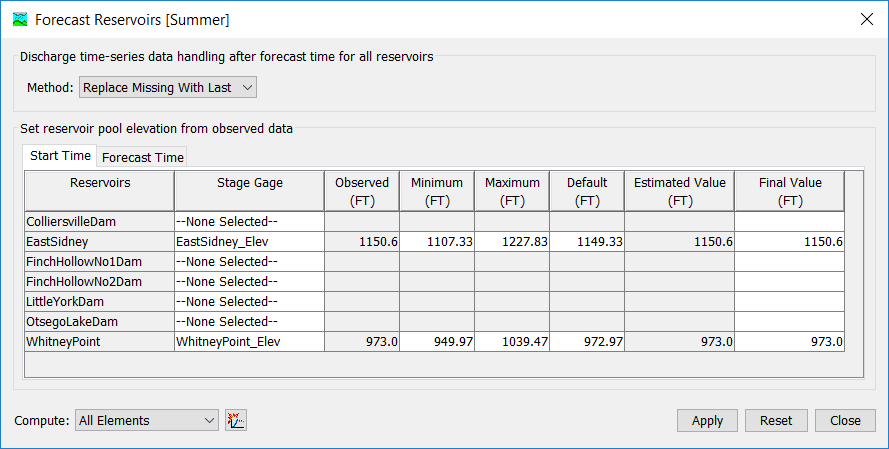 Forecast Reservoirs [Summer]
Discharge time-series data handling after forecast time for all reservoirs
Method: Replace Missing With Last
Set reservoir pool elevation from observed data
Start Time Forecast Time
Reservoirs Stage Gage Observed (FT) Minimum (FT) Maximum (FT) Default (FT) Estimated Value (FT) Final Value (FT)
ColliersvilleDam --None Selected--
EastSidney EastSidney_Elev 1150.6 1107.33 1227.83 1149.33 1150.6 1150.6
FinchHollowNo1Dam --None Selected--
FinchHollowNo2Dam --None Selected--
LittleYorkDam --None Selected--
OtsegoLakeDam --None Selected--
WhitneyPoint WhitneyPoint_Elev 973.0 949.97 1039.47 972.97 973.0 973.0
Compute: All Elements Apply Reset Close